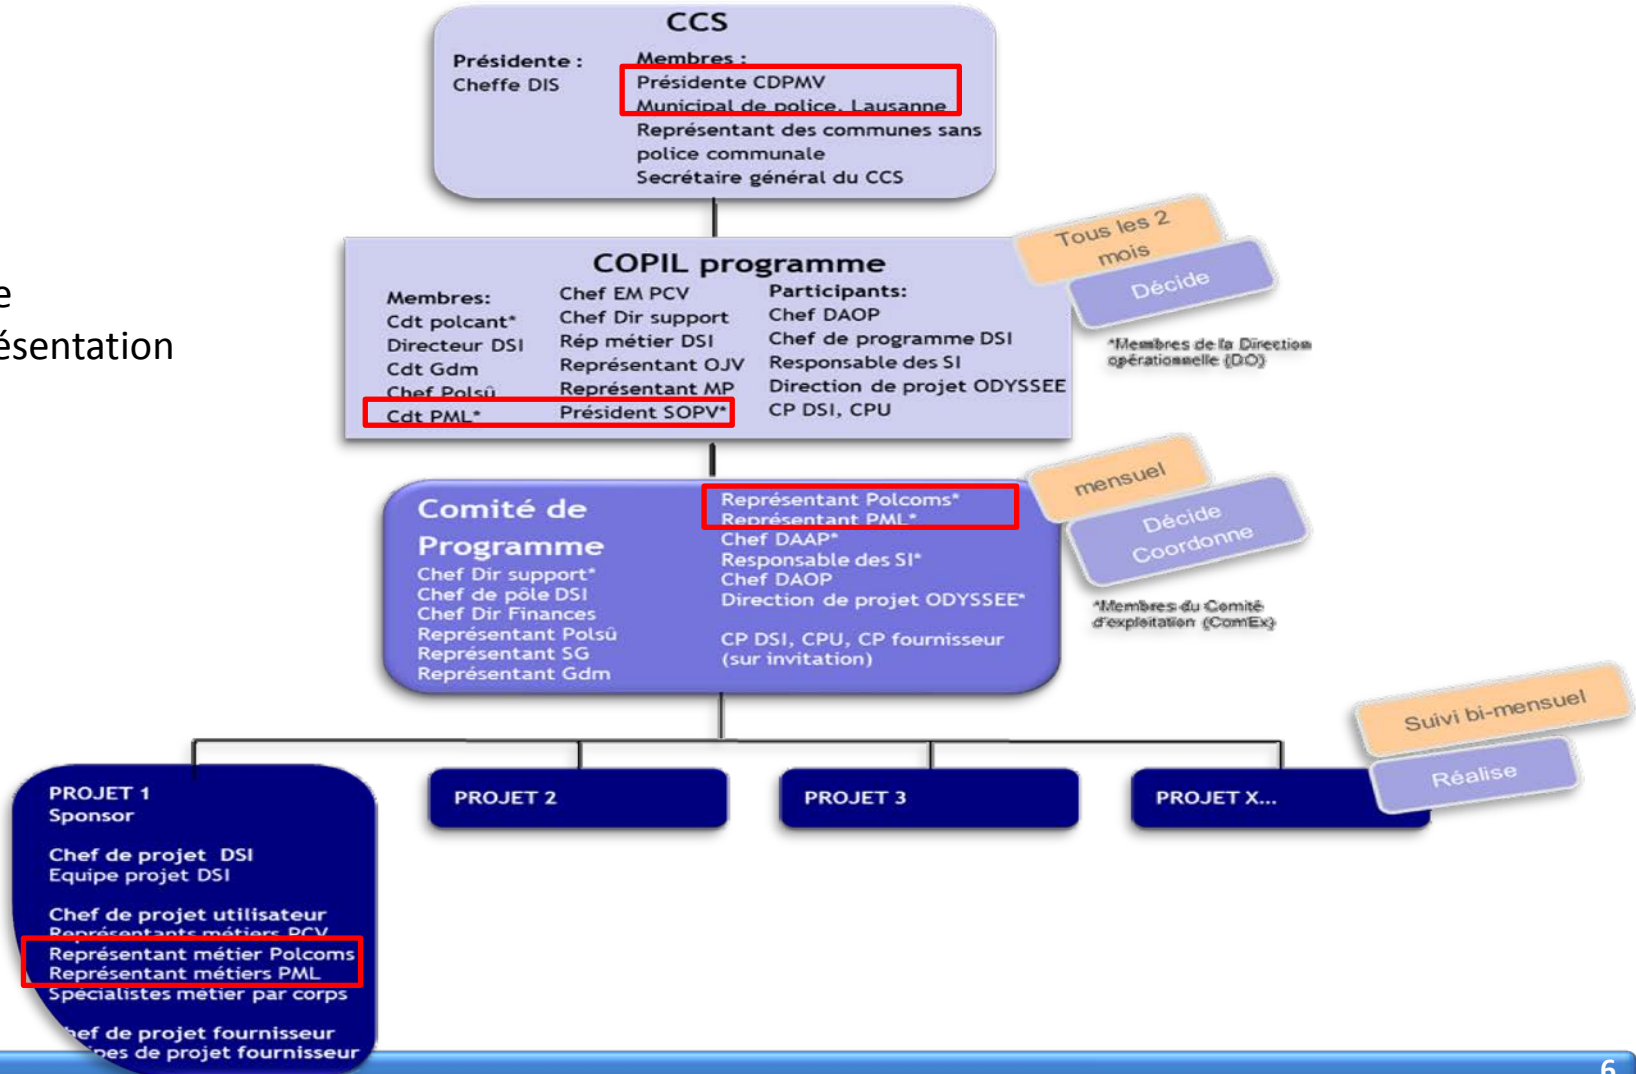 CCS
Présidente :
Cheffe DIS
Membres :
Présidente CDPMV
Municipal de police, Lausanne
Représentant des communes sans
police communale
Secrétaire général du CCS
Tous les 2
mois
Décide
e
ésentation
COPIL programme
Membres:
Cdt polcant*
Directeur DSI
Cdt Gdm
Chef Polsû
Cdt PML*
Chef EM PCV
Chef Dir support
Rép métier DSI
Représentant OJV
Représentant MP
Président SOPV*
Participants:
Chef DAOP
Chef de programme DSI
Responsable des SI
Direction de projet ODYSSEE
CP DSI, CPU
*Membres de la Direction
opérationnelle (DO)
mensuel
Décide
Coordonne
Comité de
Programme
Chef Dir support*
Chef de pôle DSI
Chef Dir Finances
Représentant Polsû
Représentant SG
Représentant Gdm
Représentant Polcoms*
Représentant PML*
Chef DAAP*
Responsable des SI*
Chef DAOP
Direction de projet ODYSSEE*
CP DSI, CPU, CP fournisseur
(sur invitation)
*Membres du Comité
d'exploitation (ComEx)
Suivi bi-mensuel
Réalise
PROJET 1
Sponsor
Chef de projet DSI
Equipe projet DSI
Chef de projet utilisateur
Représentants métiers PCV
Représentant métier Polcoms
Représentant métiers PML
Spécialistes métier par corps
hef de projet fournisseur
ipes de projet fournisseur
PROJET 2
PROJET 3
PROJET X...
6